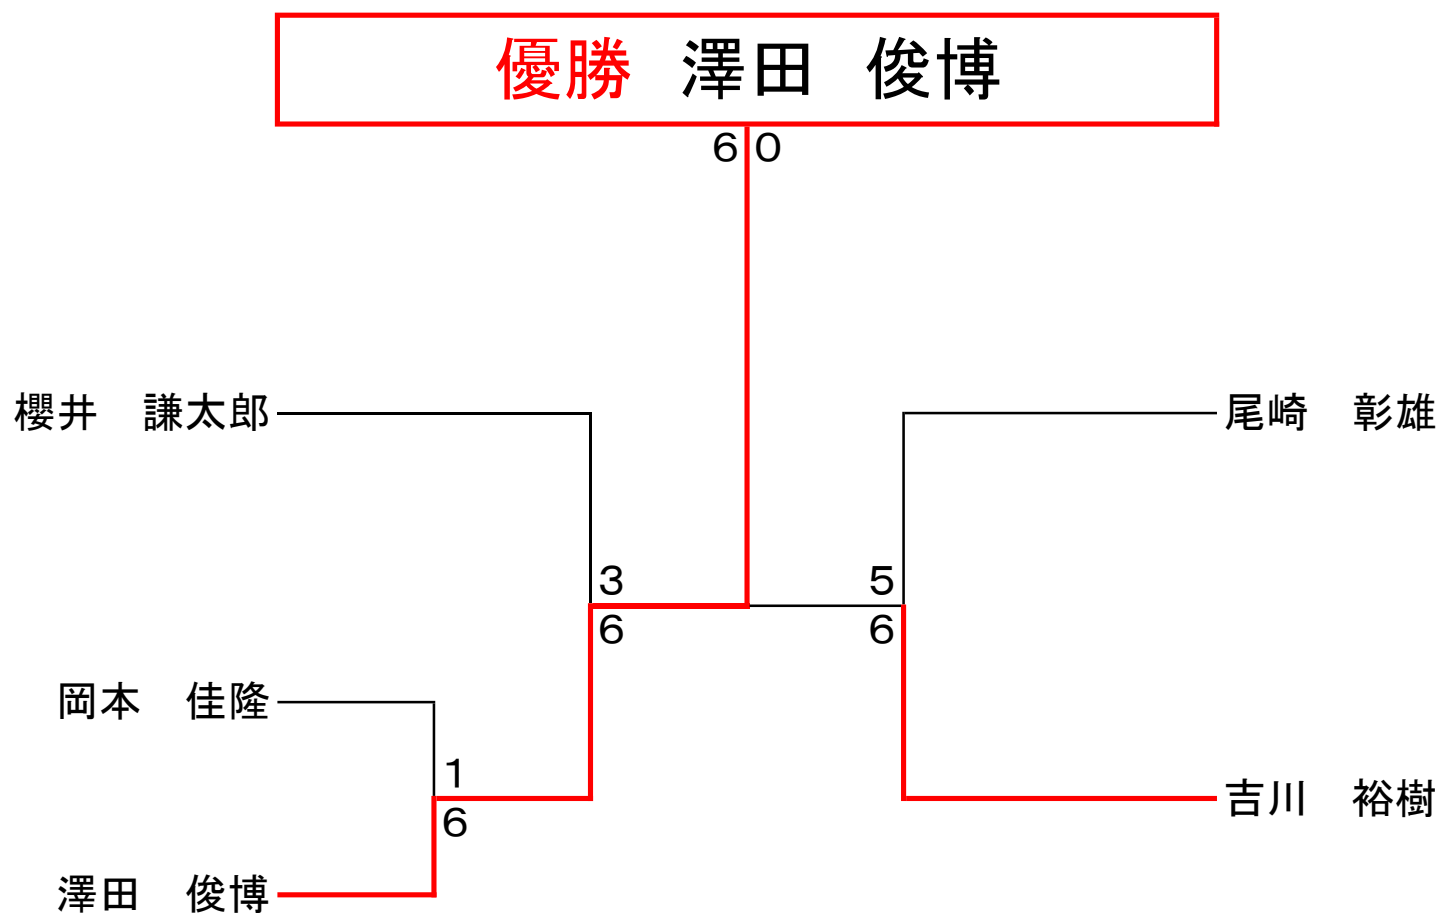 優勝　澤田　俊博
6 0
櫻井　謙太郎
尾崎　彰雄
3 5
6 6
岡本　佳隆
1
吉川　裕樹
6
澤田　俊博